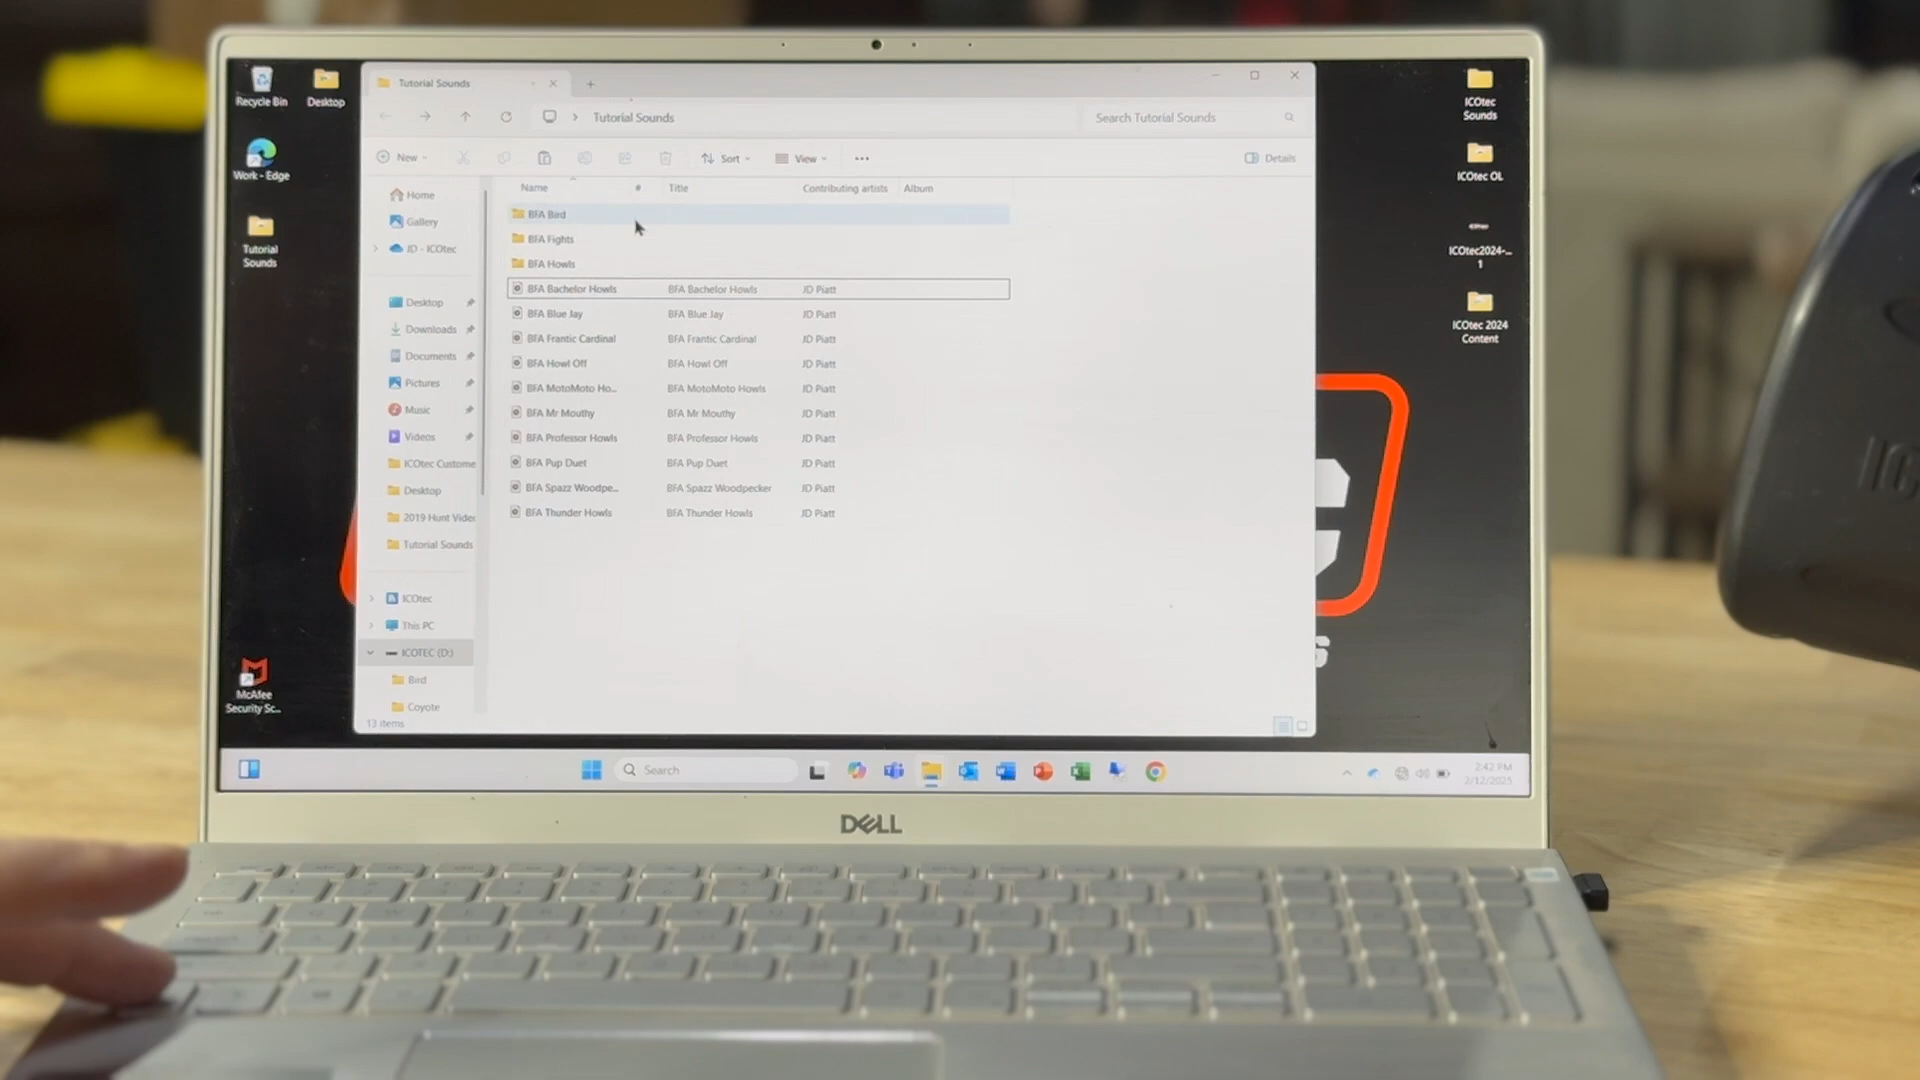 Recycle Bin
Desktop
Work - Edge
Tutorial
Sounds
McAfee
Security Sc...
Tutorial Sounds
Tutorial Sounds
Search Tutorial Sounds
New
Sort
View
Details
Home
Gallery
JD - ICOtec
Desktop
Downloads
Documents
Pictures
Music
Videos
ICOtec Custome
Desktop
2019 Hunt Video
Tutorial Sounds
ICOtec
This PC
ICOTEC (D:)
Bird
Coyote
13 items
Name # Title Contributing artists Album
BFA Bird
BFA Fights
BFA Howls
BFA Bachelor Howls BFA Bachelor Howls JD Piatt
BFA Blue Jay BFA Blue Jay JD Piatt
BFA Frantic Cardinal BFA Frantic Cardinal JD Piatt
BFA Howl Off BFA Howl Off JD Piatt
BFA MotoMoto Ho... BFA MotoMoto Howls JD Piatt
BFA Mr Mouthy BFA Mr Mouthy JD Piatt
BFA Professor Howls BFA Professor Howls JD Piatt
BFA Pup Duet BFA Pup Duet JD Piatt
BFA Spazz Woodpe... BFA Spazz Woodpecker JD Piatt
BFA Thunder Howls BFA Thunder Howls JD Piatt
ICOtec
Sounds
ICOtec OL
ICOtec2024-...
1
ICOtec 2024
Content
Search
2:42 PM
2/12/2025
DELL